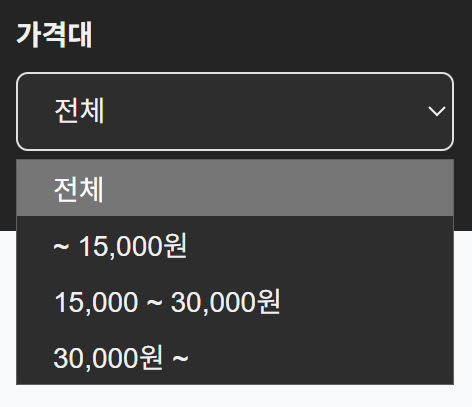 가격대
전체
전체
~ 15,000원
15,000 ~ 30,000원
30,000원 ~